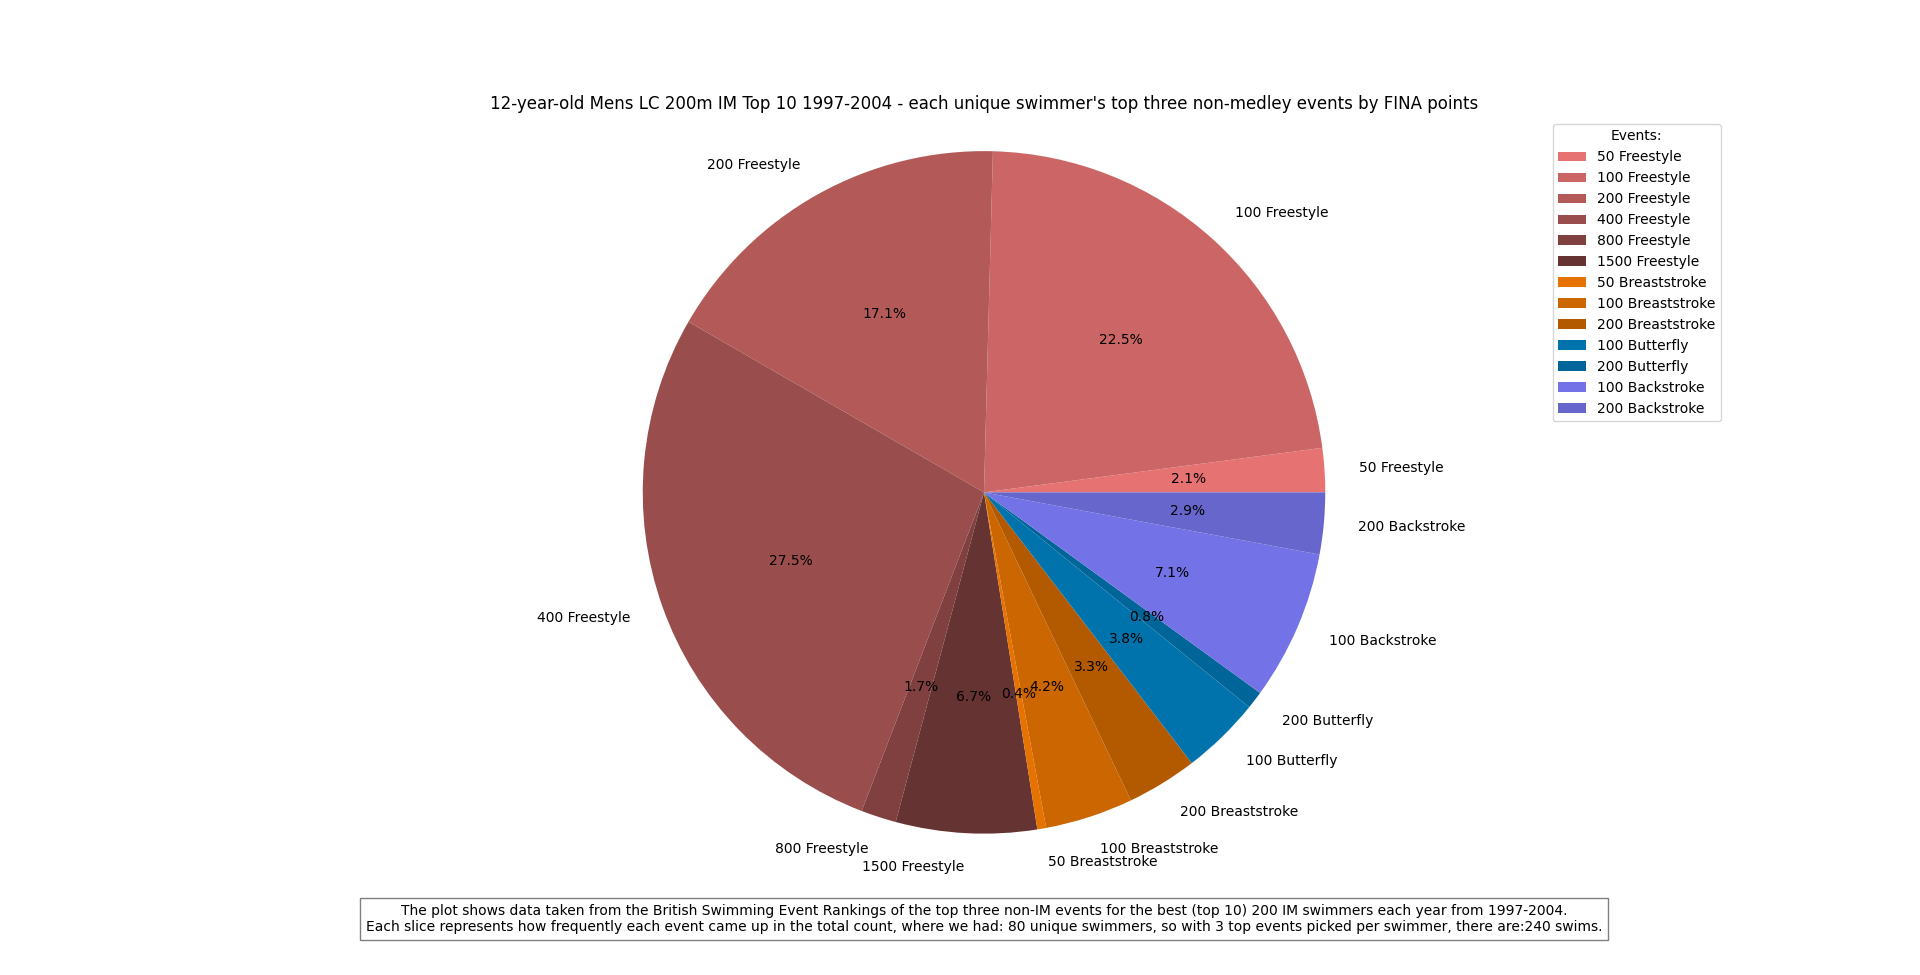 12-year-old Mens LC 200m IM Top 10 1997-2004 - each unique swimmer's top three non-medley events by FINA points
Events:
50 Freestyle
100 Freestyle
200 Freestyle
400 Freestyle
800 Freestyle
1500 Freestyle
50 Breaststroke
100 Breaststroke
200 Breaststroke
100 Butterfly
200 Butterfly
100 Backstroke
200 Backstroke
200 Freestyle
100 Freestyle
17.1%
22.5%
50 Freestyle
2.1%
2.9%
200 Backstroke
27.5%
7.1%
400 Freestyle
0.8%
3.8%
100 Backstroke
3.3%
1.7%
6.7%
0.4%
4.2%
200 Butterfly
100 Butterfly
200 Breaststroke
800 Freestyle
100 Breaststroke
1500 Freestyle
50 Breaststroke
The plot shows data taken from the British Swimming Event Rankings of the top three non-IM events for the best (top 10) 200 IM swimmers each year from 1997-2004.
Each slice represents how frequently each event came up in the total count, where we had: 80 unique swimmers, so with 3 top events picked per swimmer, there are:240 swims.